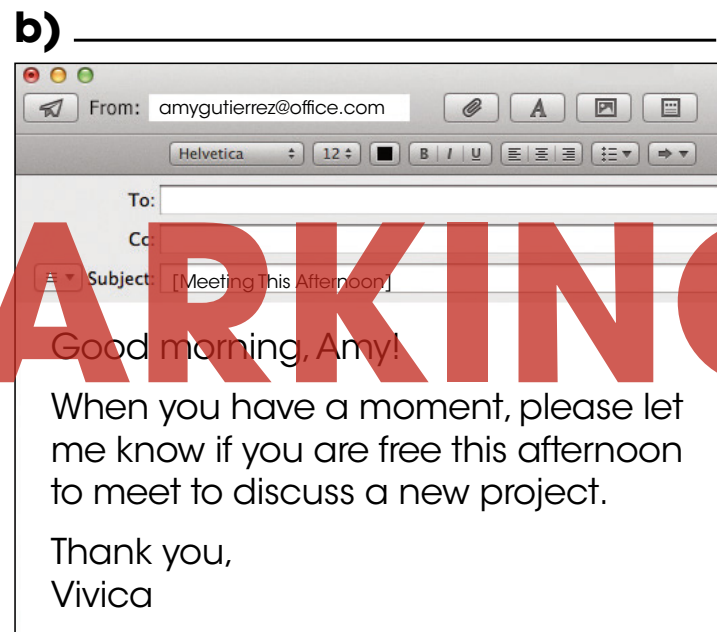 b)
From: amygutierrez@office.com
A
Helvetica 12 B I U
To:
Cc:
Subject: [Meeting This Afternoon]
ARKING
Good morning, Amy!
When you have a moment, please let
me know if you are free this afternoon
to meet to discuss a new project.
Thank you,
Vivica